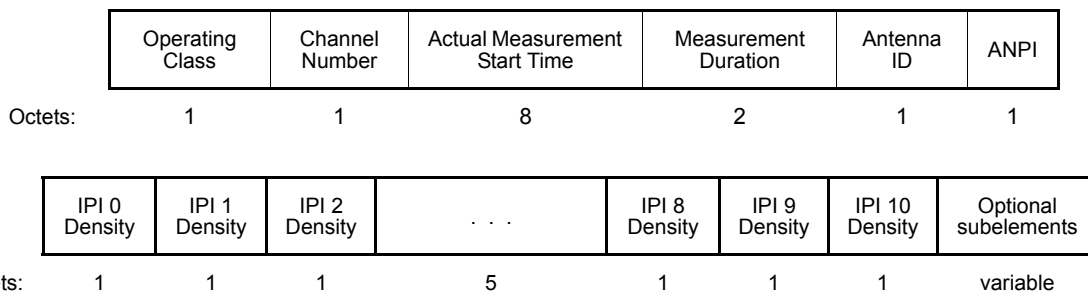 Operating Class
Channel Number
Actual Measurement Start Time
Measurement Duration
Antenna ID
ANPI
Octets: 1 1 8 2 1 1
IPI 0 Density
IPI 1 Density
IPI 2 Density
. . .
IPI 8 Density
IPI 9 Density
IPI 10 Density
Optional subelements
ts: 1 1 1 5 1 1 1 variable